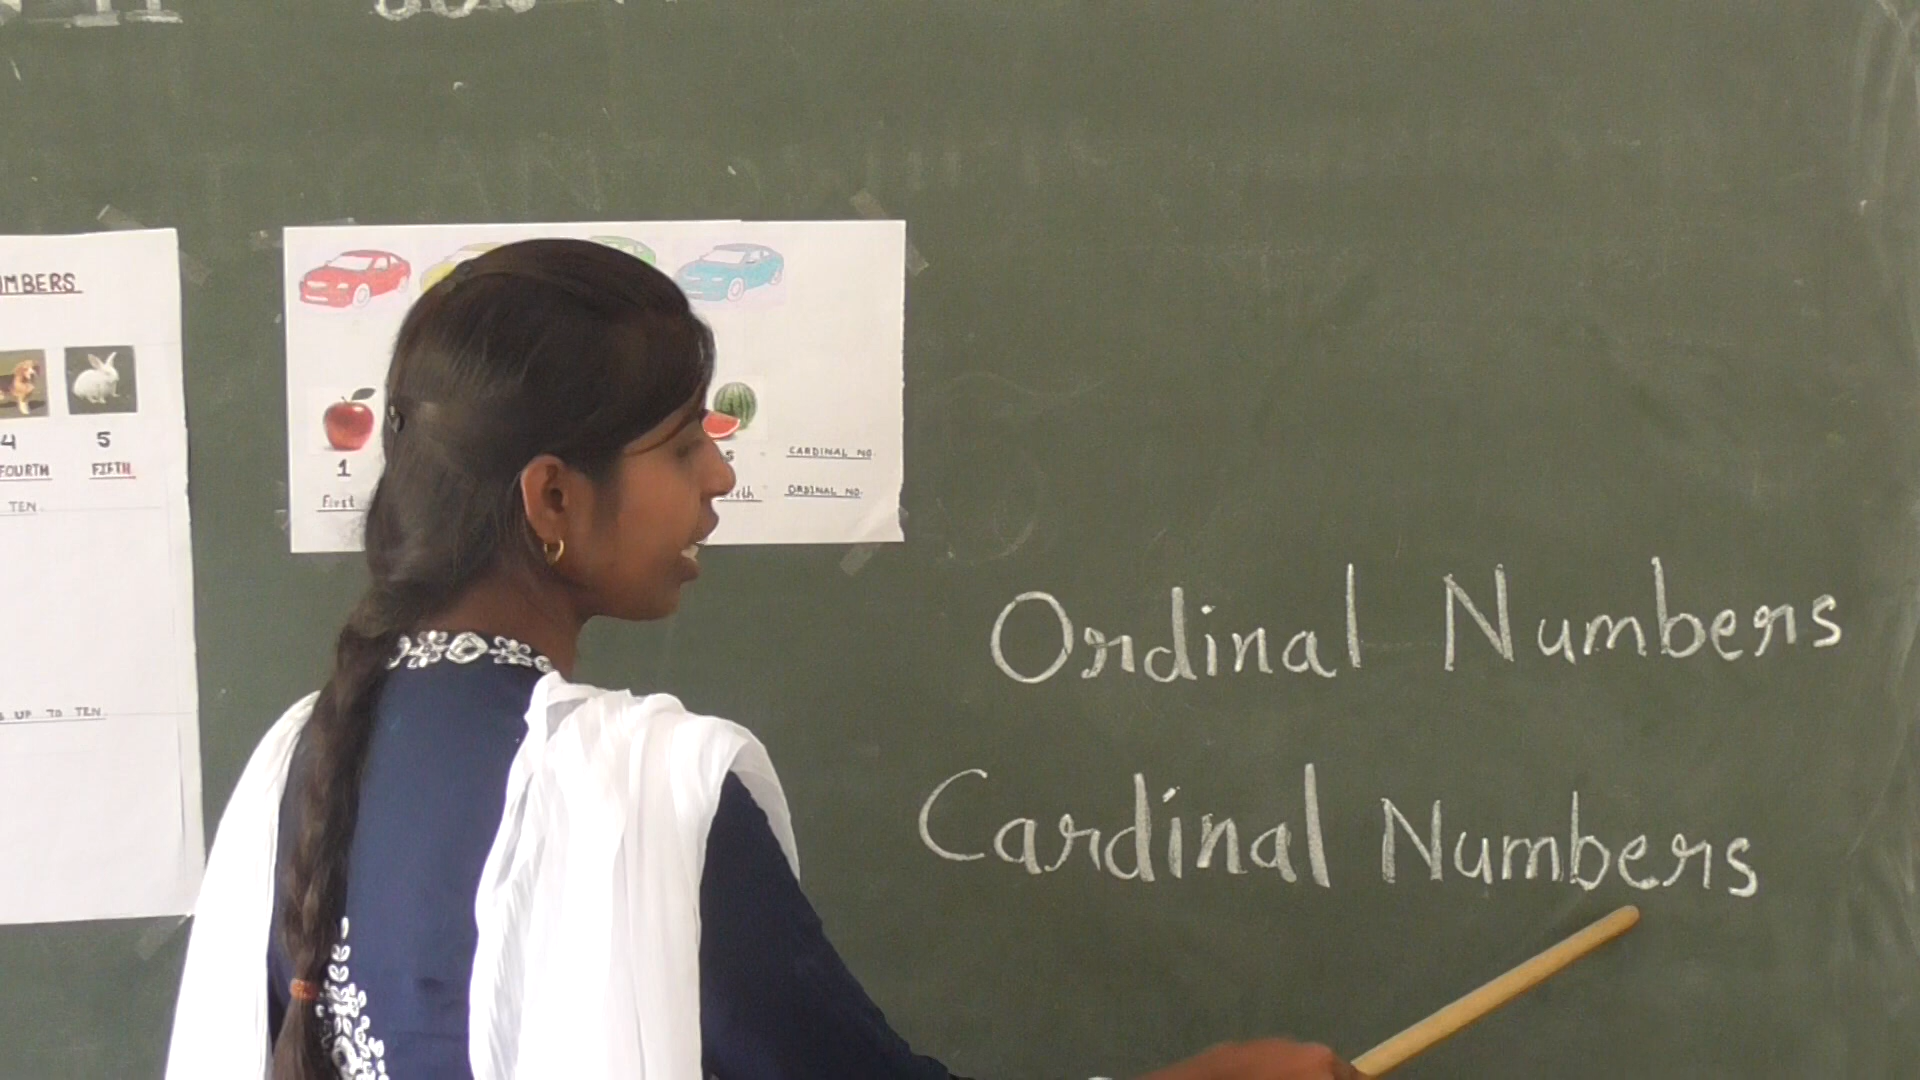 MBERS
4 5
FOURTH FIFTH
TEN.
UP TO TEN.
1 5 CARDINAL NO.
First ORDINAL NO.
Ordinal Numbers
Cardinal Numbers